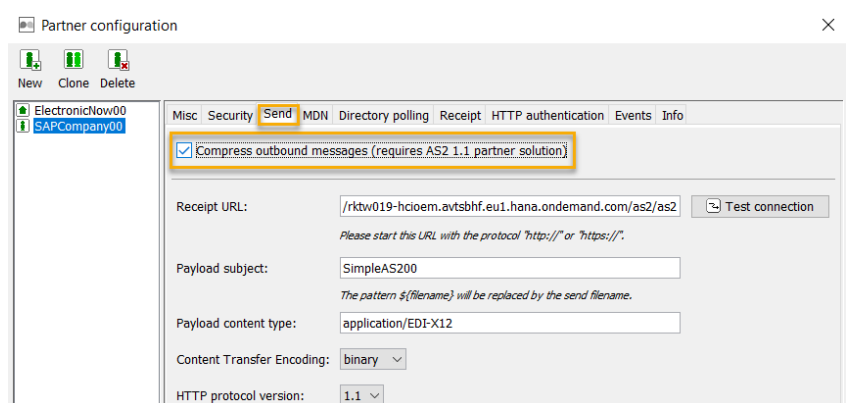 Partner configuration
New Clone Delete
ElectronicNow00
SAPCompany00
Misc Security Send MDN Directory polling Receipt HTTP authentication Events Info
Compress outbound messages (requires AS2 1.1 partner solution)
Receipt URL: /rktw019-hcioem.avtsbhf.eu1.hana.ondemand.com/as2/as2 Test connection
Please start this URL with the protocol "http://" or "https://".
Payload subject: SimpleAS200
The pattern ${filename} will be replaced by the send filename.
Payload content type: application/EDI-X12
Content Transfer Encoding: binary
HTTP protocol version: 1.1